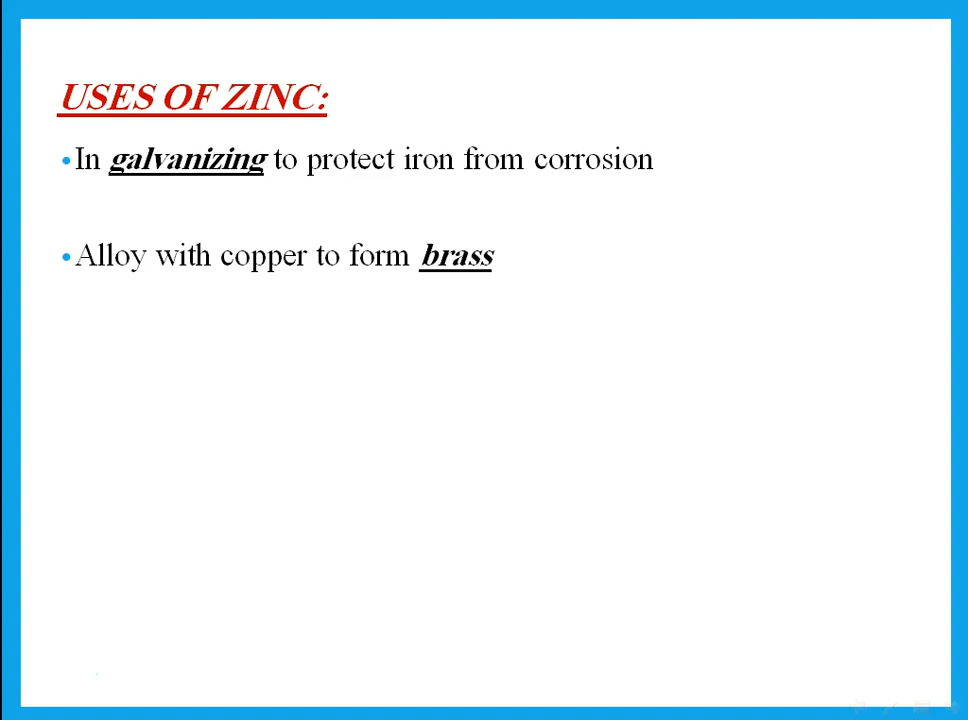 USES OF ZINC:
•In galvanizing to protect iron from corrosion
•Alloy with copper to form brass